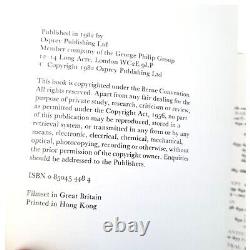 Published in 1982 by
Osprey Publishing Ltd
Member company of the George Philip Group
12–14 Long Acre, London WC2E 9LP
© Copyright 1982 Osprey Publishing Ltd
This book is copyrighted under the Berne Convention.
All rights reserved. Apart from any fair dealing for the
purpose of private study, research, criticism or review,
as permitted under the Copyright Act, 1956, no part of
this publication may be reproduced, stored in a
retrieval system, or transmitted in any form or by any
means, electronic, electrical, chemical, mechanical,
optical, photocopying, recording or otherwise, without
the prior permission of the copyright owner. Enquiries
should be addressed to the Publishers.
ISBN 0 85045 448 4
Filmset in Great Britain
Printed in Hong Kong